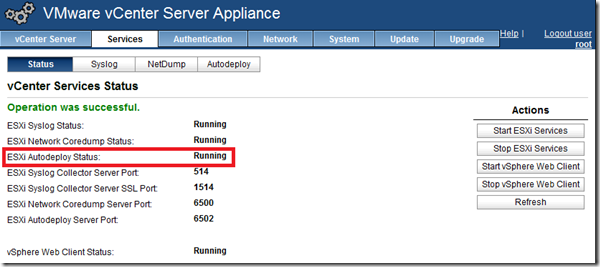 VMware vCenter Server Appliance
Help | Logout user root
vCenter Server Services Authentication Network System Update Upgrade
Status Syslog NetDump Autodeploy
vCenter Services Status
Operation was successful.
ESXi Syslog Status: Running
ESXi Network Coredump Status: Running
ESXi Autodeploy Status: Running
ESXi Syslog Collector Server Port: 514
ESXi Syslog Collector Server SSL Port: 1514
ESXi Network Coredump Server Port: 6500
ESXi Autodeploy Server Port: 6502
vSphere Web Client Status: Running
Actions
Start ESXi Services
Stop ESXi Services
Start vSphere Web Client
Stop vSphere Web Client
Refresh